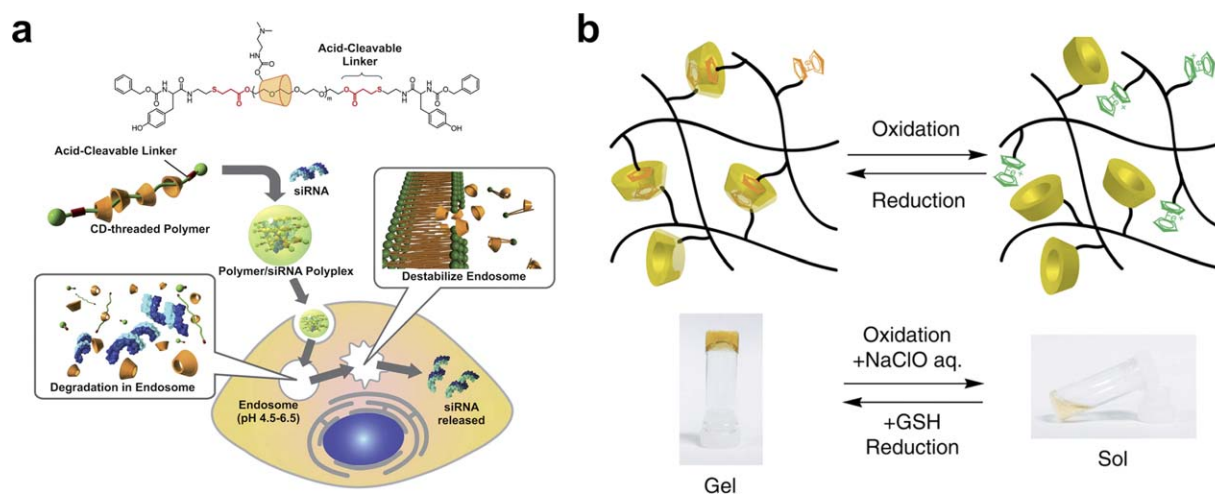 a
Acid-Cleavable
Linker
Acid-Cleavable Linker
siRNA
CD-threaded Polymer
Polymer/siRNA Polyplex
Destabilize Endosome
Degradation in Endosome
Endosome
(pH 4.5-6.5)
siRNA
released
b
Oxidation
Reduction
Oxidation
+NaClO aq.
+GSH
Reduction
Gel
Sol